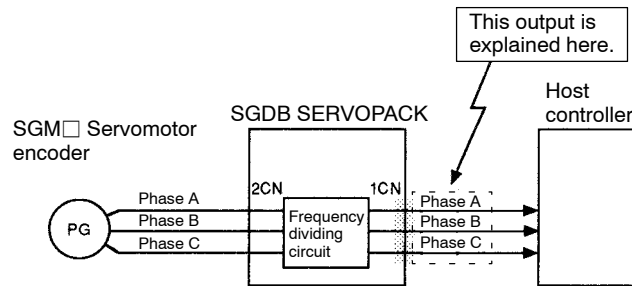 This output is
explained here.
Host
controller
SGDB SERVOPACK
SGM□ Servomotor
encoder
2CN
1CN
Phase A
Phase A
Phase B
Phase B
Phase C
Phase C
PG
Frequency
dividing
circuit